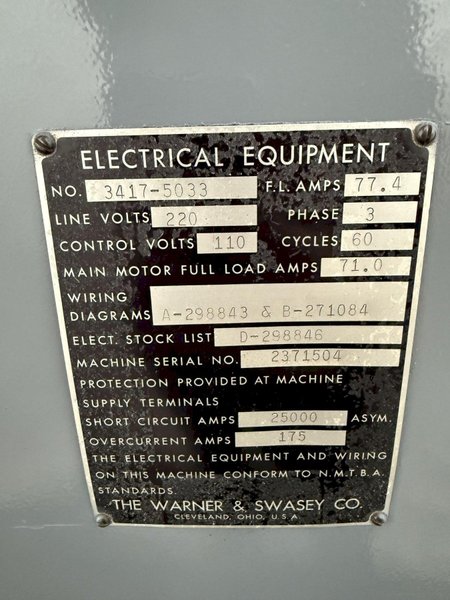 ELECTRICAL EQUIPMENT
NO. 3417-5033 F.L. AMPS 77.4
LINE VOLTS 220 PHASE 3
CONTROL VOLTS 110 CYCLES 60
MAIN MOTOR FULL LOAD AMPS 71.0
WIRING
DIAGRAMS A-298843 & B-271084
ELECT. STOCK LIST D-298846
MACHINE SERIAL NO. 2371504
PROTECTION PROVIDED AT MACHINE
SUPPLY TERMINALS
SHORT CIRCUIT AMPS 25000 ASYM.
OVERCURRENT AMPS 175
THE ELECTRICAL EQUIPMENT AND WIRING
ON THIS MACHINE CONFORM TO N.M.T.B.A.
STANDARDS.
THE WARNER & SWASEY CO.
CLEVELAND, OHIO, U.S.A.